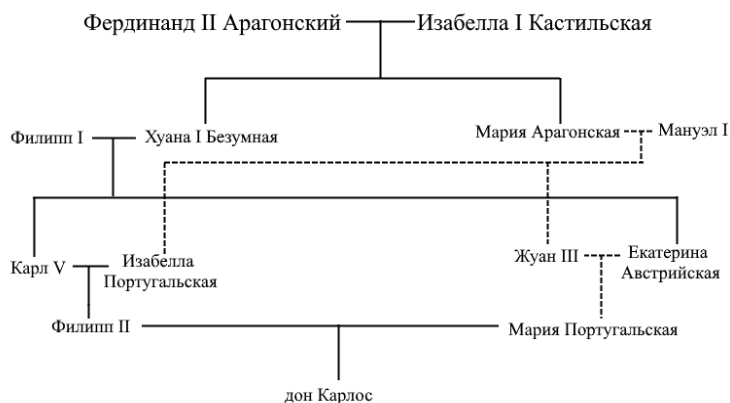 Фердинанд II Арагонский Изабелла I Кастильская
Филипп I Хуана I Безумная Мария Арагонская Мануэл I
Карл V Изабелла Португальская Жуан III Екатерина Австрийская
Филипп II Мария Португальская
дон Карлос